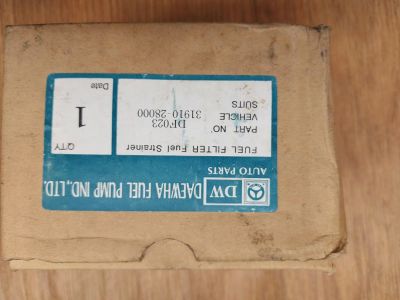 DW DAEWHA FUEL PUMP IND.,LTD.
AUTO PARTS
FUEL FILTER Fuel Strainer
PART NO DF023
VEHICLE 31910-28000
SUITS
QTY
1
Date